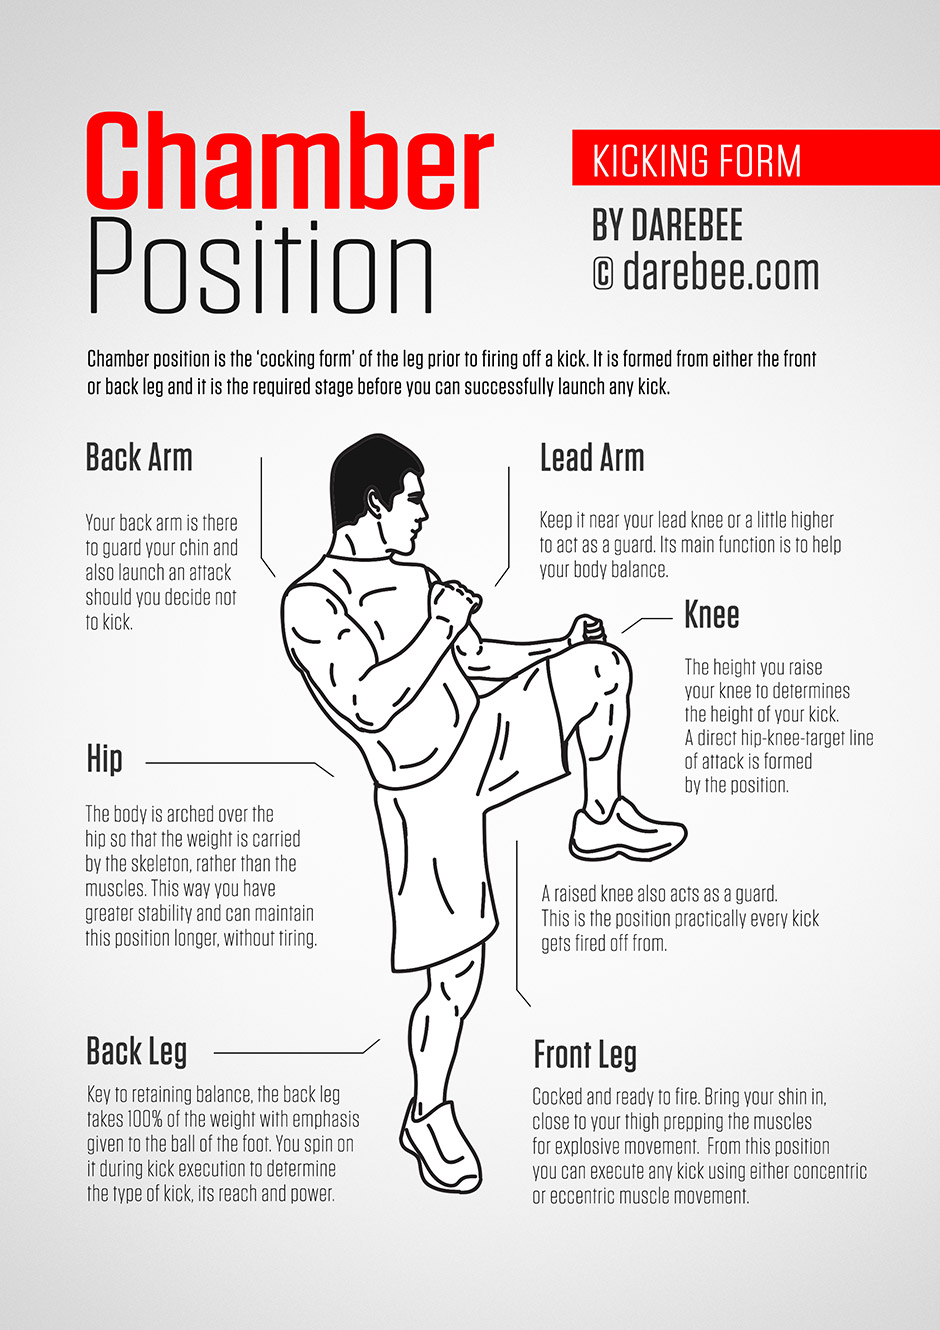 Chamber
Position
KICKING FORM
BY DAREBEE
© darebee.com
Chamber position is the ‘cocking form’ of the leg prior to firing off a kick. It is formed from either the front
or back leg and it is the required stage before you can successfully launch any kick.
Back Arm
Your back arm is there
to guard your chin and
also launch an attack
should you decide not
to kick.
Lead Arm
Keep it near your lead knee or a little higher
to act as a guard. Its main function is to help
your body balance.
Knee
The height you raise
your knee to determines
the height of your kick.
A direct hip-knee-target line
of attack is formed
by the position.
Hip
The body is arched over the
hip so that the weight is carried
by the skeleton, rather than the
muscles. This way you have
greater stability and can maintain
this position longer, without tiring.
A raised knee also acts as a guard.
This is the position practically every kick
gets fired off from.
Back Leg
Key to retaining balance, the back leg
takes 100% of the weight with emphasis
given to the ball of the foot. You spin on
it during kick execution to determine
the type of kick, its reach and power.
Front Leg
Cocked and ready to fire. Bring your shin in,
close to your thigh prepping the muscles
for explosive movement. From this position
you can execute any kick using either concentric
or eccentric muscle movement.